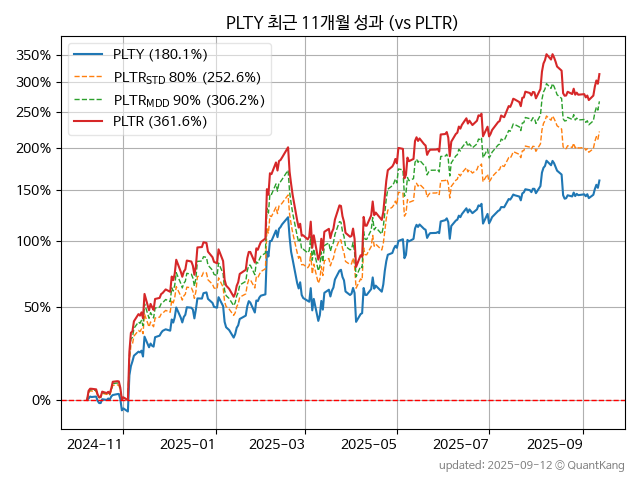 PLTY 최근 11개월 성과 (vs PLTR)
PLTY (180.1%)
PLTR_STD 80% (252.6%)
PLTR_MDD 90% (306.2%)
PLTR (361.6%)
350%
300%
250%
200%
150%
100%
50%
0%
2024-11 2025-01 2025-03 2025-05 2025-07 2025-09
updated: 2025-09-12 © QuantKang